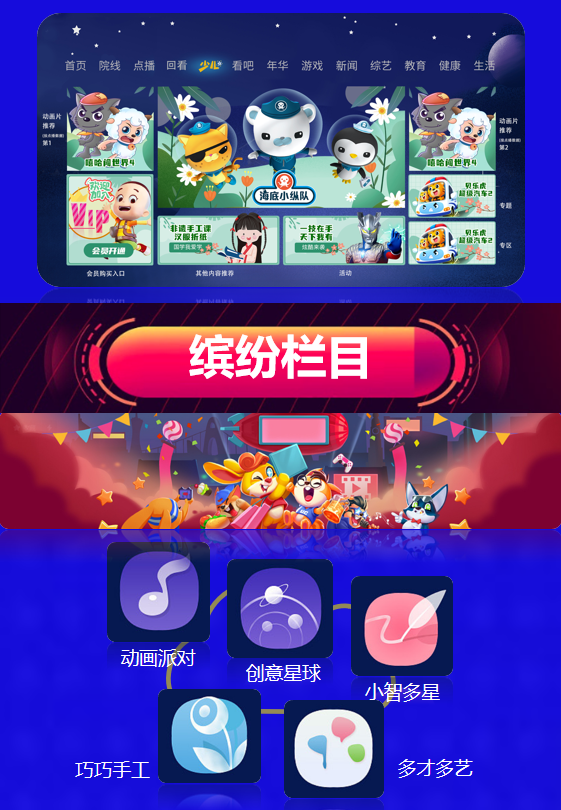 首页 院线 点播 回看 少儿 看吧 年华 游戏 新闻 综艺 教育 健康 生活
动画片
推荐
第1
嘻哈闯世界4
海底小纵队
嘻哈闯世界4
动画片
推荐
第2
欢迎
加入
Vip
会员开通
非遗手工课
汉服折纸
国学我爱学
一技在手
天下我有
炫酷来袭
贝乐虎
超级汽车2
专题
贝乐虎
超级汽车2
专区
会员购买入口
其他内容推荐
活动
缤纷栏目
动画派对
创意星球
小智多星
巧巧手工
多才多艺